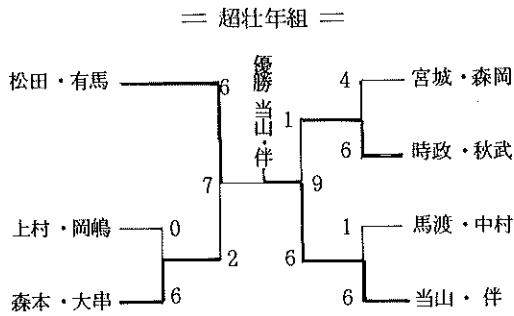 ＝ 超壮年組 ＝
松田・有馬
6
優勝 当山・伴
4
宮城・森岡
1
6
時政・秋武
7
9
上村・岡嶋
0
2
6
1
馬渡・中村
森本・大串
6
6
当山・伴